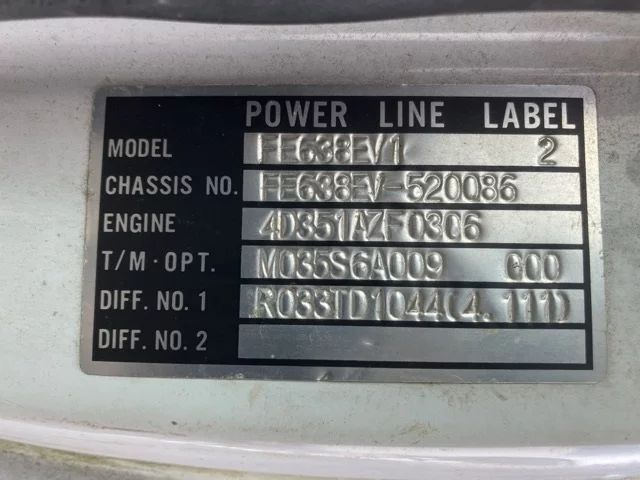 POWER LINE LABEL
MODEL FE638EV1 2
CHASSIS NO. FE638EV-520086
ENGINE 4D351AZF0306
T/M·OPT. M035S6A009 C00
DIFF. NO. 1 R033TD1044(4.111)
DIFF. NO. 2